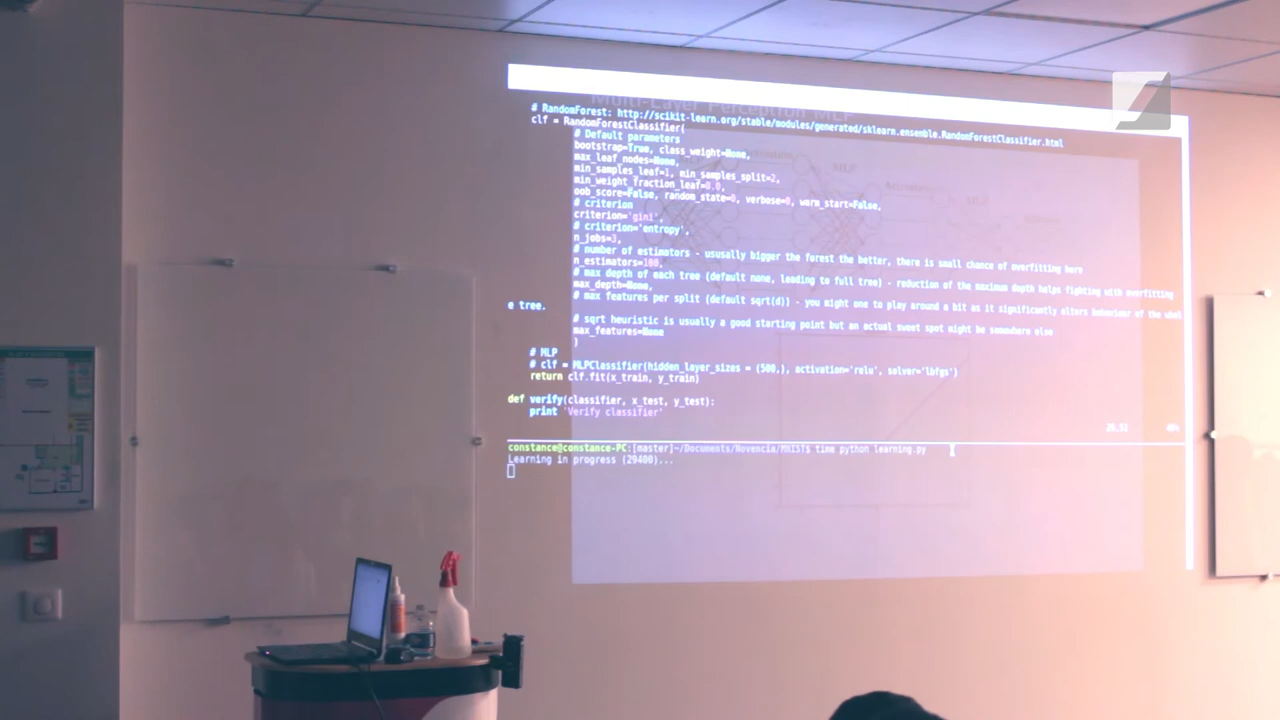 Multi-Layer Perceptron MLP
# RandomForest: http://scikit-learn.org/stable/modules/generated/sklearn.ensemble.RandomForestClassifier.html
clf = RandomForestClassifier(
# Default parameters
bootstrap=True, class_weight=None,
max_leaf_nodes=None,
min_samples_leaf=1, min_samples_split=2,
min_weight_fraction_leaf=0.0,
oob_score=False, random_state=0, verbose=0, warm_start=False,
# criterion
criterion='gini',
# criterion='entropy',
n_jobs=3,
# number of estimators - ususally bigger the forest the better, there is small chance of overfitting here
n_estimators=100,
# max depth of each tree (default none, leading to full tree) - reduction of the maximum depth helps fighting with overfitting
max_depth=None,
# max features per split (default sqrt(d)) - you might one to play around a bit as it significantly alters behaviour of the whol
e tree.
# sqrt heuristic is usually a good starting point but an actual sweet spot might be somewhere else
max_features=None
)
# MLP
# clf = MLPClassifier(hidden_layer_sizes = (500,), activation='relu', solver='lbfgs')
return clf.fit(x_train, y_train)
def verify(classifier, x_test, y_test):
print 'Verify classifier'
constance@constance-PC:[master]~/Documents/Novencia/MNIST$ time python learning.py
Learning in progress (29400)...